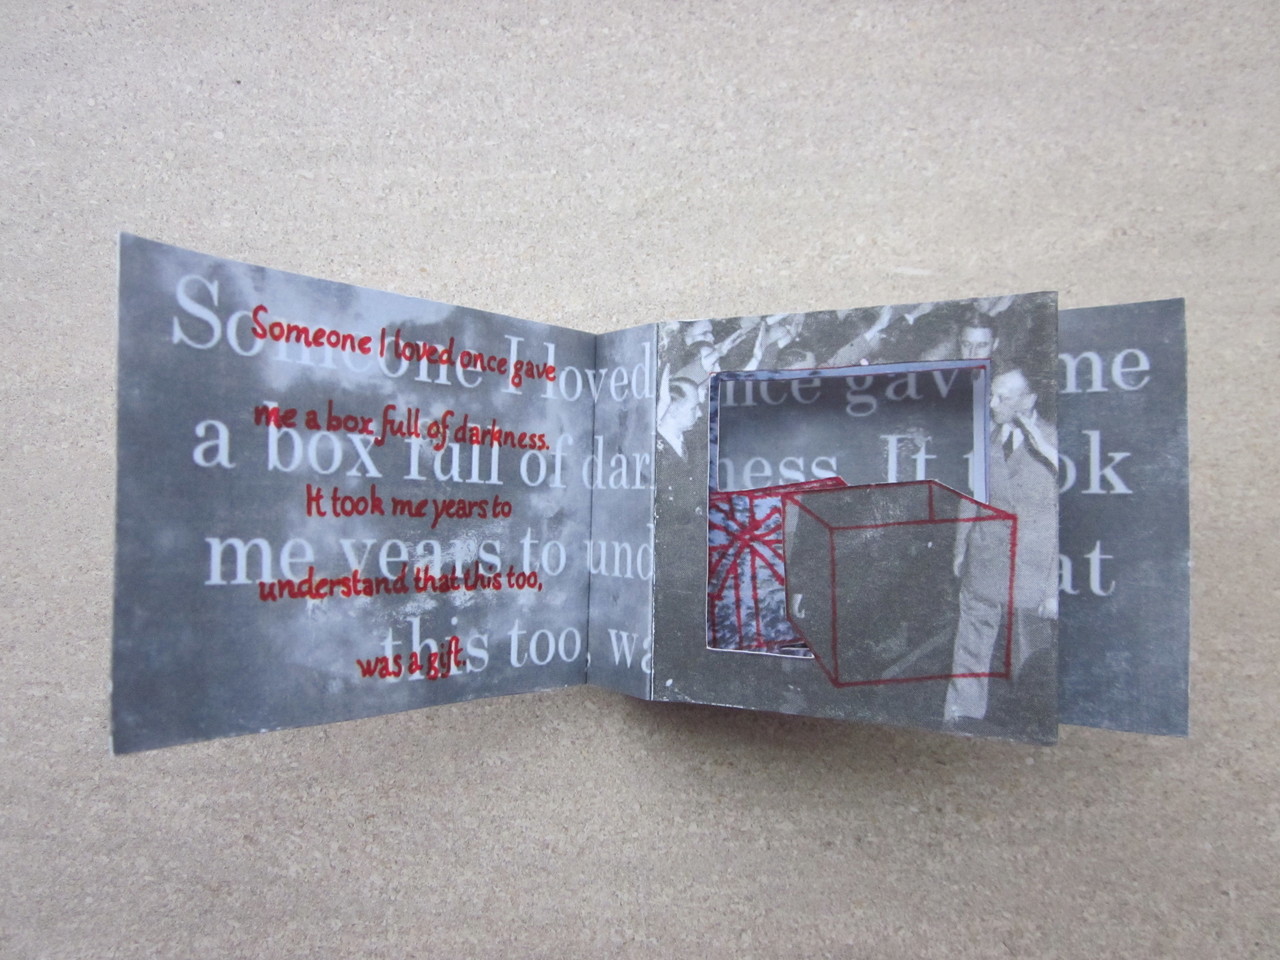 Someone I loved once gave
me a box full of darkness.
It took me years to
understand that this too,
was a gift.
Someone I loved once gave me
a box full of darkness. It took
me years to und at
this too, wa